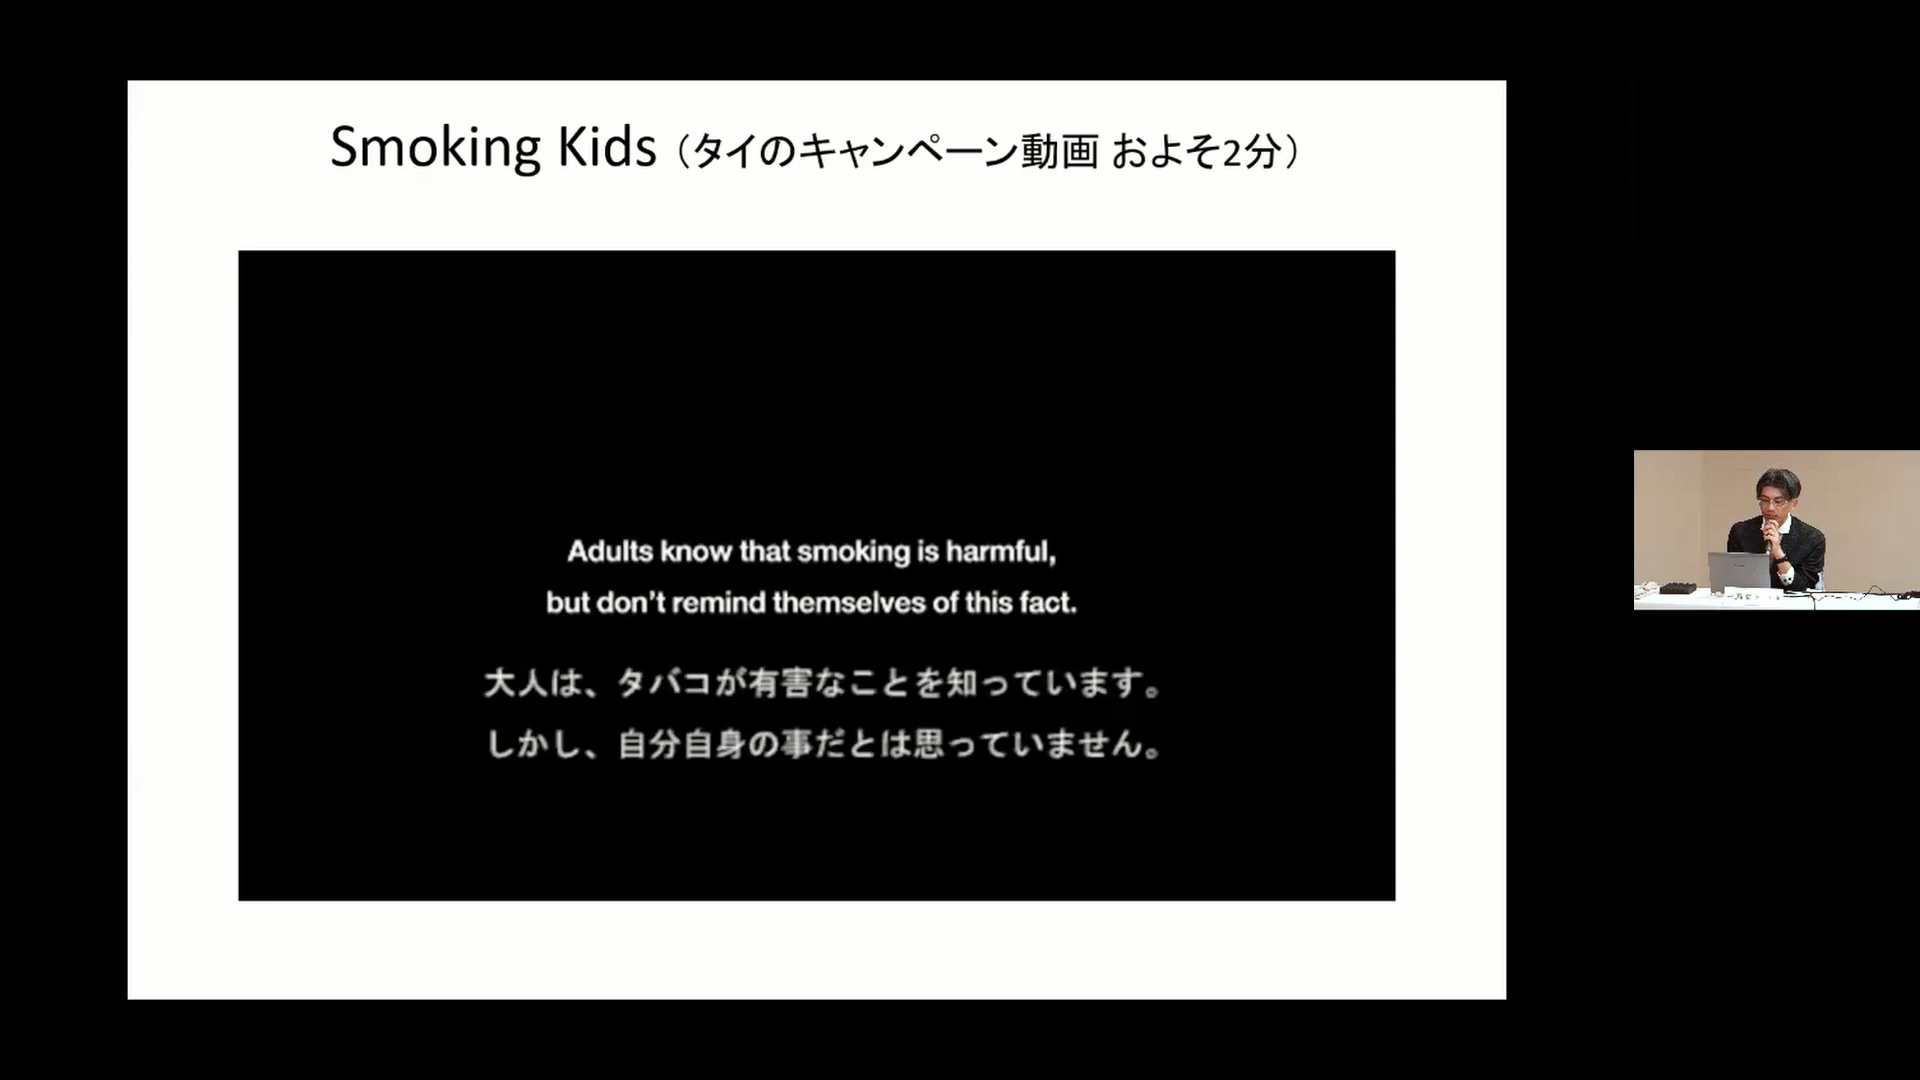 Smoking Kids（タイのキャンペーン動画 およそ2分）
Adults know that smoking is harmful,
but don't remind themselves of this fact.
大人は、タバコが有害なことを知っています。
しかし、自分自身の事だとは思っていません。